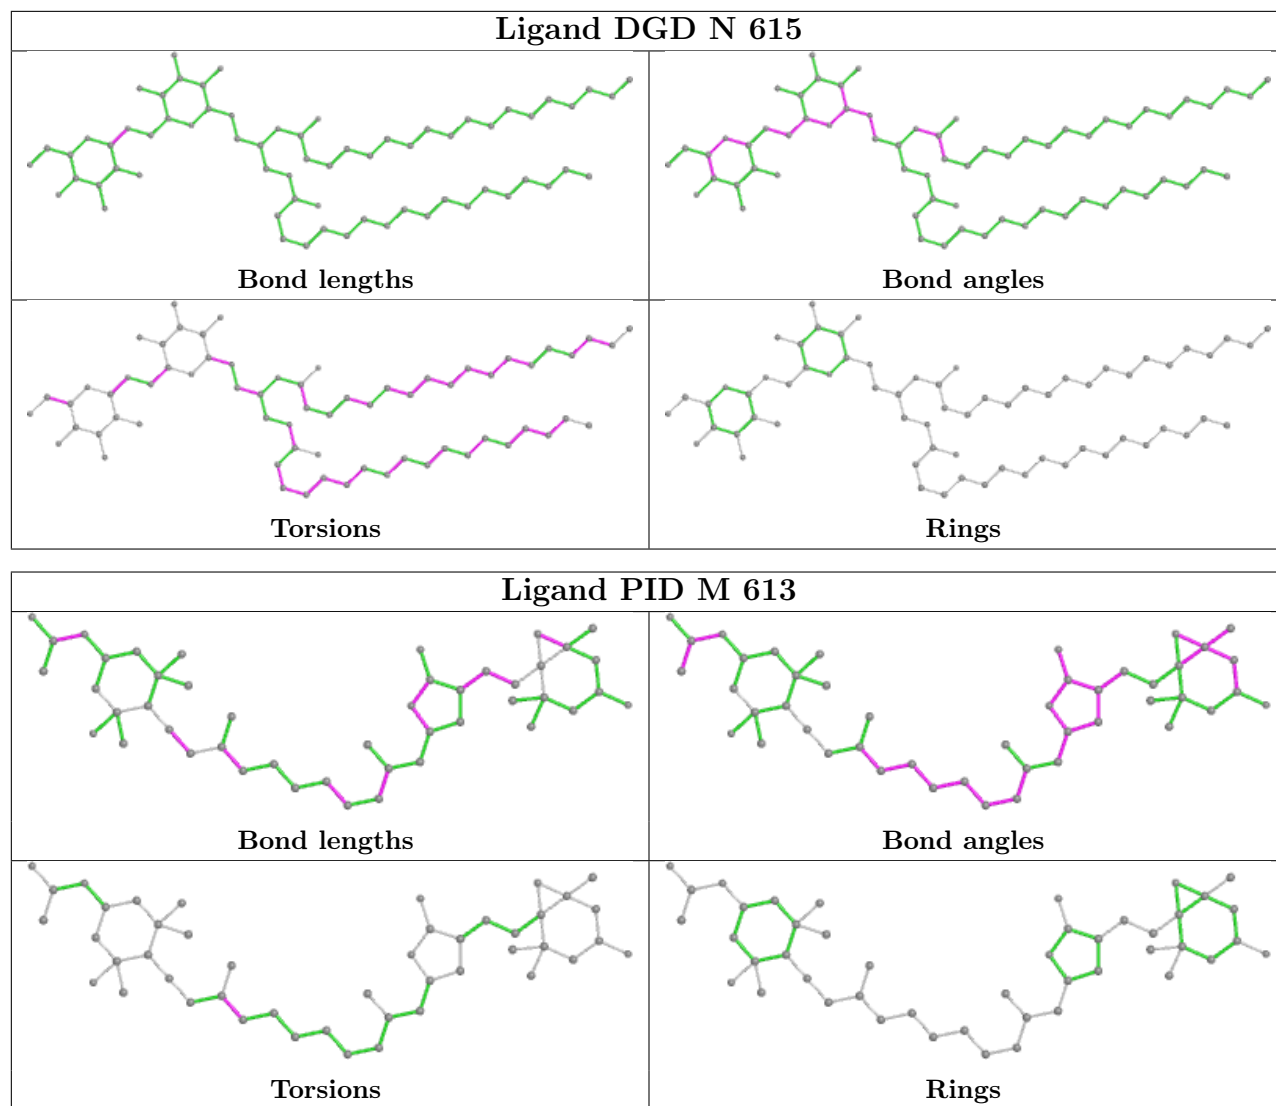 Ligand DGD N 615
Bond lengths
Bond angles
Torsions
Rings
Ligand PID M 613
Bond lengths
Bond angles
Torsions
Rings